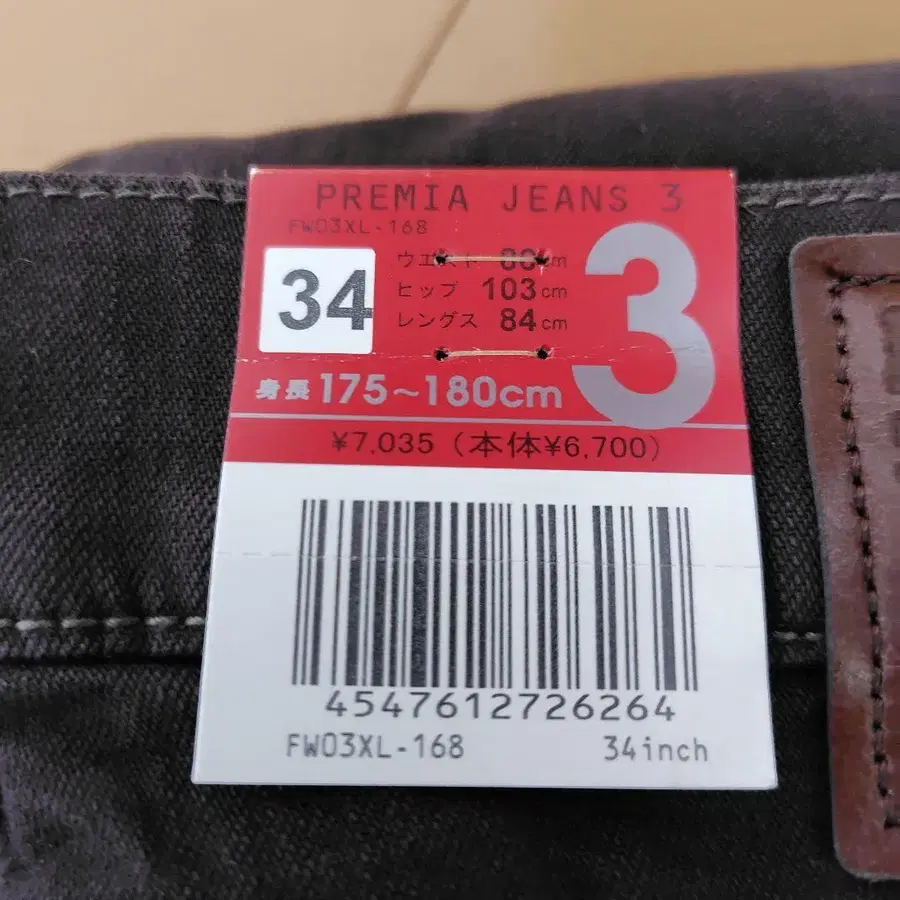 PREMIA JEANS 3
FW03XL-168
34
ウエスト cm
ヒップ 103cm
レングス 84cm
3
身長 175~180cm
¥7,035 (本体¥6,700)
4547612726264
FW03XL-168 34inch